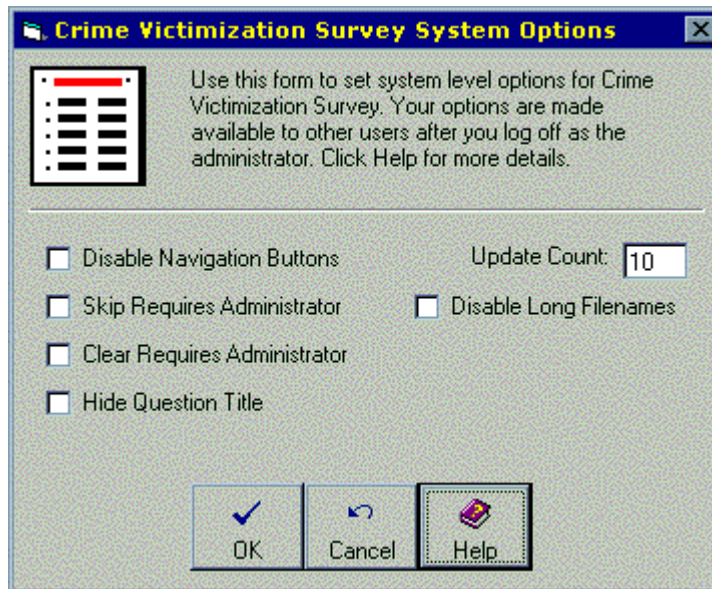 Crime Victimization Survey System Options
Use this form to set system level options for Crime
Victimization Survey. Your options are made
available to other users after you log off as the
administrator. Click Help for more details.
Disable Navigation Buttons
Update Count: 10
Skip Requires Administrator
Disable Long Filenames
Clear Requires Administrator
Hide Question Title
OK
Cancel
Help